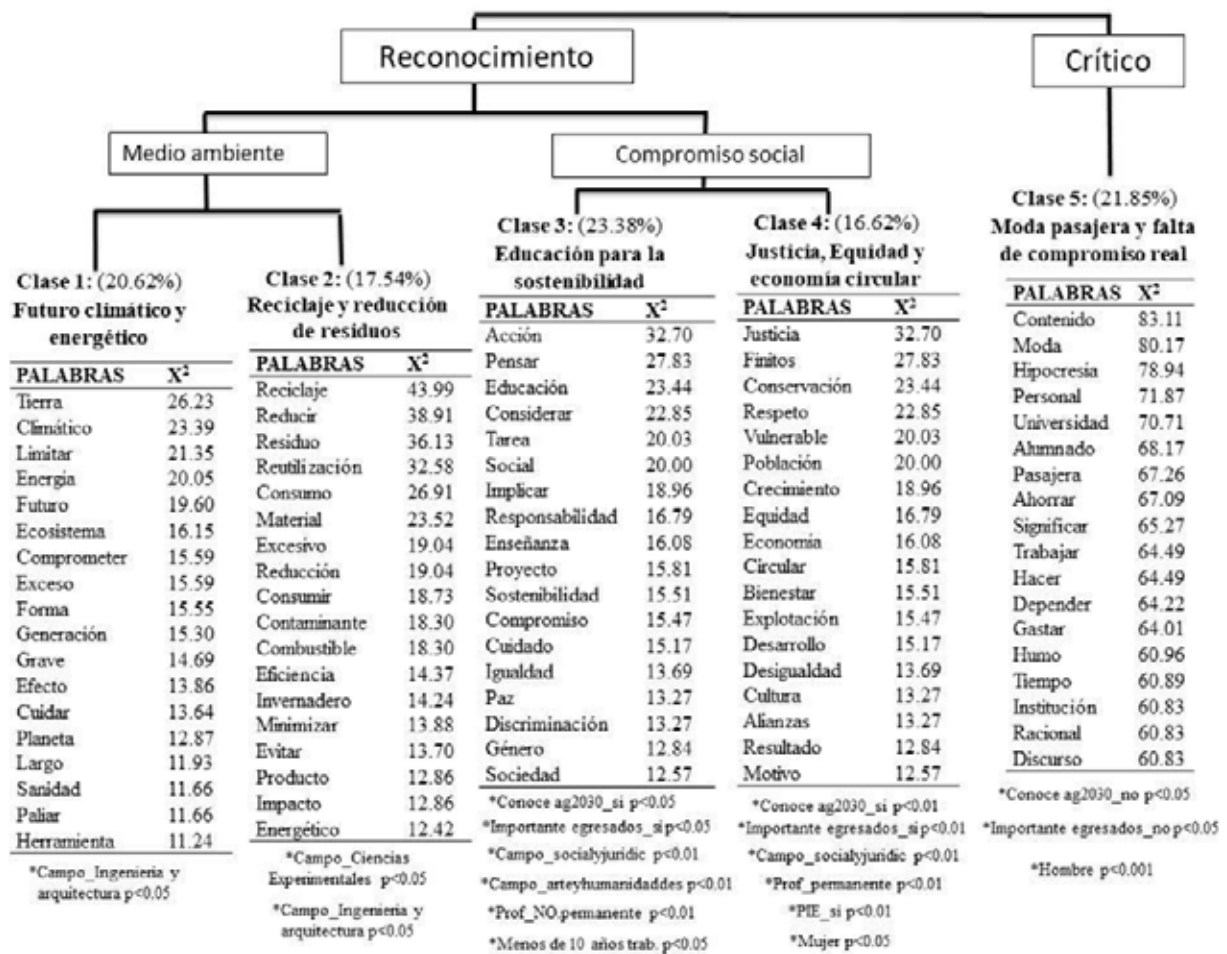 Reconocimiento
Crítico
Medio ambiente
Compromiso social
Clase 1: (20.62%)
Futuro climático y
energético
PALABRAS X²
Tierra 26.23
Climático 23.39
Limitar 21.35
Energía 20.05
Futuro 19.60
Ecosistema 16.15
Comprometer 15.59
Exceso 15.59
Forma 15.55
Generación 15.30
Grave 14.69
Efecto 13.86
Cuidar 13.64
Planeta 12.87
Largo 11.93
Sanidad 11.66
Paliar 11.66
Herramienta 11.24
*Campo_Ingenieria y
arquitectura p<0.05
Clase 2: (17.54%)
Reciclaje y reducción
de residuos
PALABRAS X²
Reciclaje 43.99
Reducir 38.91
Residuo 36.13
Reutilización 32.58
Consumo 26.91
Material 23.52
Excesivo 19.04
Reducción 19.04
Consumir 18.73
Contaminante 18.30
Combustible 18.30
Eficiencia 14.37
Invernadero 14.24
Minimizar 13.88
Evitar 13.70
Producto 12.86
Impacto 12.86
Energético 12.42
*Campo_Ciencias
Experimentales p<0.05
*Campo_Ingenieria y
arquitectura p<0.05
Clase 3: (23.38%)
Educación para la
sostenibilidad
PALABRAS X²
Acción 32.70
Pensar 27.83
Educación 23.44
Considerar 22.85
Tarea 20.03
Social 20.00
Implicar 18.96
Responsabilidad 16.79
Enseñanza 16.08
Proyecto 15.81
Sostenibilidad 15.51
Compromiso 15.47
Cuidado 15.17
Igualdad 13.69
Paz 13.27
Discriminación 13.27
Género 12.84
Sociedad 12.57
*Conoce ag2030_si p<0.05
*Importante egresados_sip<0.05
*Campo_socialyjuridic p<0.01
*Campo_arteyhumanidaddes p<0.01
*Prof_NO.permanente p<0.01
*Menos de 10 años trab. p<0.05
Clase 4: (16.62%)
Justicia, Equidad y
economía circular
PALABRAS X²
Justicia 32.70
Finitos 27.83
Conservación 23.44
Respeto 22.85
Vulnerable 20.03
Población 20.00
Crecimiento 18.96
Equidad 16.79
Economía 16.08
Circular 15.81
Bienestar 15.51
Explotación 15.47
Desarrollo 15.17
Desigualdad 13.69
Cultura 13.27
Alianzas 13.27
Resultado 12.84
Motivo 12.57
*Conoce ag2030_si p<0.01
*Importante egresados_sip<0.01
*Campo_socialyjuridic p<0.01
*Prof_permanente p<0.01
*PIE_si p<0.01
*Mujer p<0.05
Clase 5: (21.85%)
Moda pasajera y falta
de compromiso real
PALABRAS X²
Contenido 83.11
Moda 80.17
Hipocresia 78.94
Personal 71.87
Universidad 70.71
Alumnado 68.17
Pasajera 67.26
Ahorrar 67.09
Significar 65.27
Trabajar 64.49
Hacer 64.49
Depender 64.22
Gastar 64.01
Humo 60.96
Tiempo 60.89
Institución 60.83
Racional 60.83
Discurso 60.83
*Conoce ag2030_no p<0.05
*Importante egresados_no p<0.05
*Hombre p<0.001